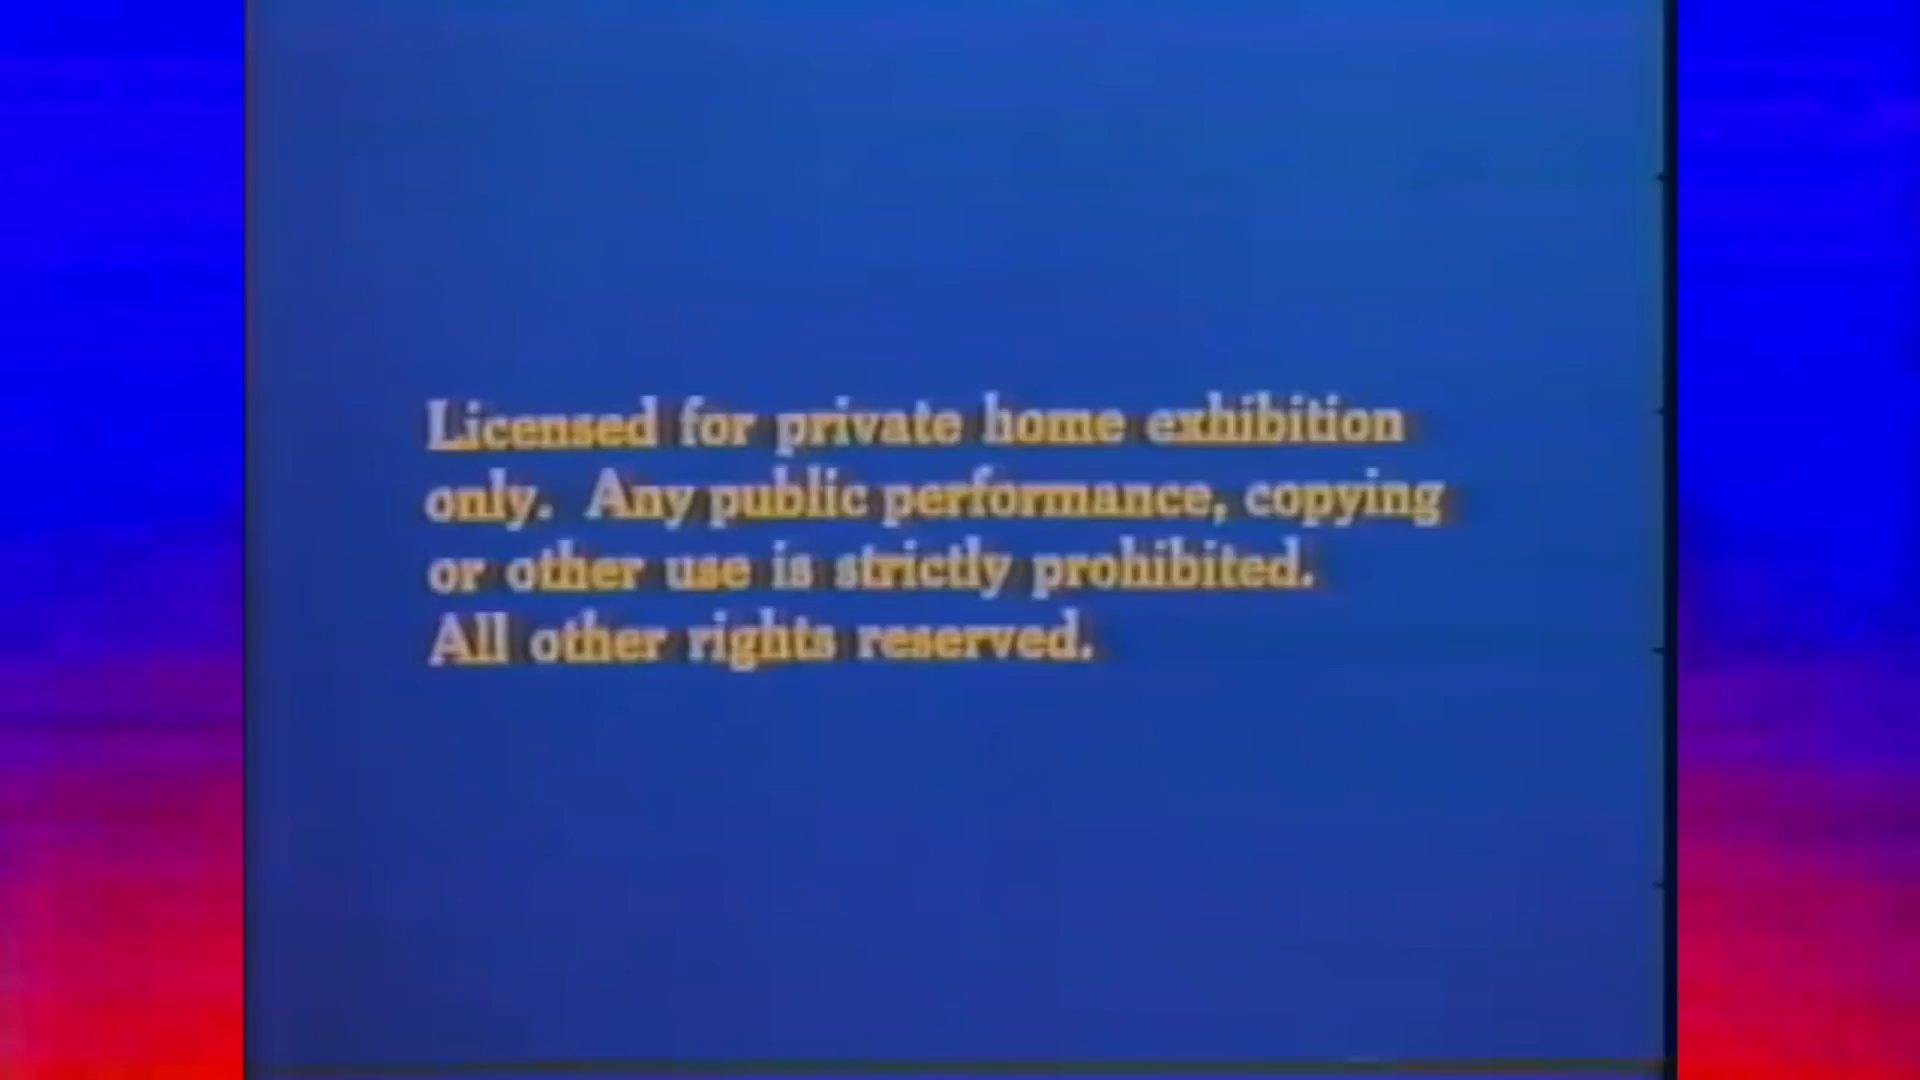 Licensed for private home exhibition
only. Any public performance, copying
or other use is strictly prohibited.
All other rights reserved.